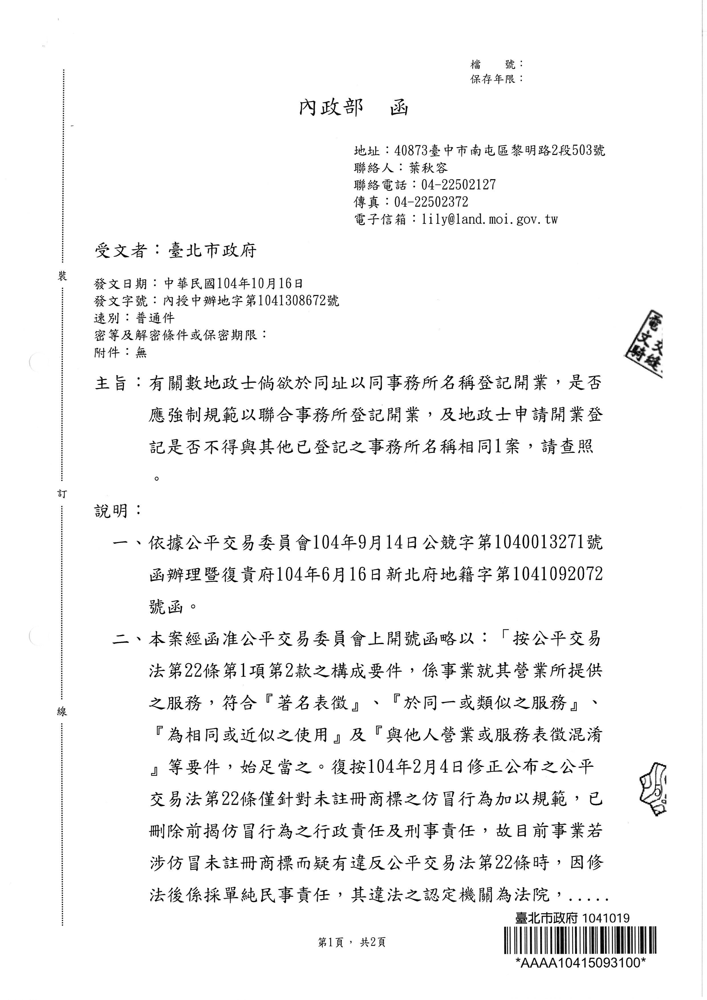 檔　　號：
保存年限：
內政部　函
地址：40873臺中市南屯區黎明路2段503號
聯絡人：葉秋容
聯絡電話：04-22502127
傳真：04-22502372
電子信箱：lily@land.moi.gov.tw
受文者：臺北市政府
發文日期：中華民國104年10月16日
發文字號：內授中辦地字第1041308672號
速別：普通件
密等及解密條件或保密期限：
附件：無
主旨：有關數地政士倘欲於同址以同事務所名稱登記開業，是否
應強制規範以聯合事務所登記開業，及地政士申請開業登
記是否不得與其他已登記之事務所名稱相同1案，請查照
。
說明：
一、依據公平交易委員會104年9月14日公競字第1040013271號
函辦理暨復貴府104年6月16日新北府地籍字第1041092072
號函。
二、本案經函准公平交易委員會上開號函略以：「按公平交易
法第22條第1項第2款之構成要件，係事業就其營業所提供
之服務，符合『著名表徵』、『於同一或類似之服務』、
『為相同或近似之使用』及『與他人營業或服務表徵混淆
』等要件，始足當之。復按104年2月4日修正公布之公平
交易法第22條僅針對未註冊商標之仿冒行為加以規範，已
刪除前揭仿冒行為之行政責任及刑事責任，故目前事業若
涉仿冒未註冊商標而疑有違反公平交易法第22條時，因修
法後係採單純民事責任，其違法之認定機關為法院，.....
裝
訂
線
電
文交
騎縫
第1頁，共2頁
臺北市政府 1041019
*AAAA10415093100*